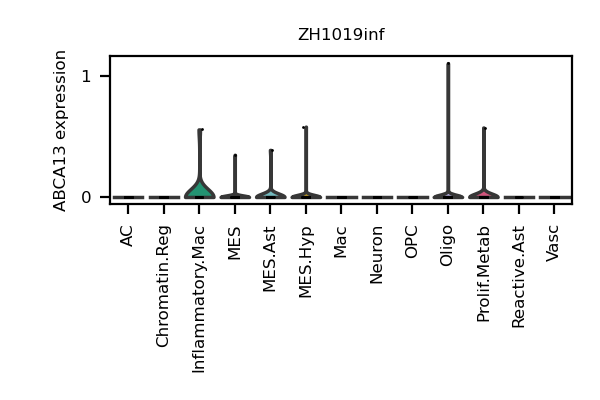 ZH1019inf
ABCA13 expression
1
0
AC
Chromatin.Reg
Inflammatory.Mac
MES
MES.Ast
MES.Hyp
Mac
Neuron
OPC
Oligo
Prolif.Metab
Reactive.Ast
Vasc